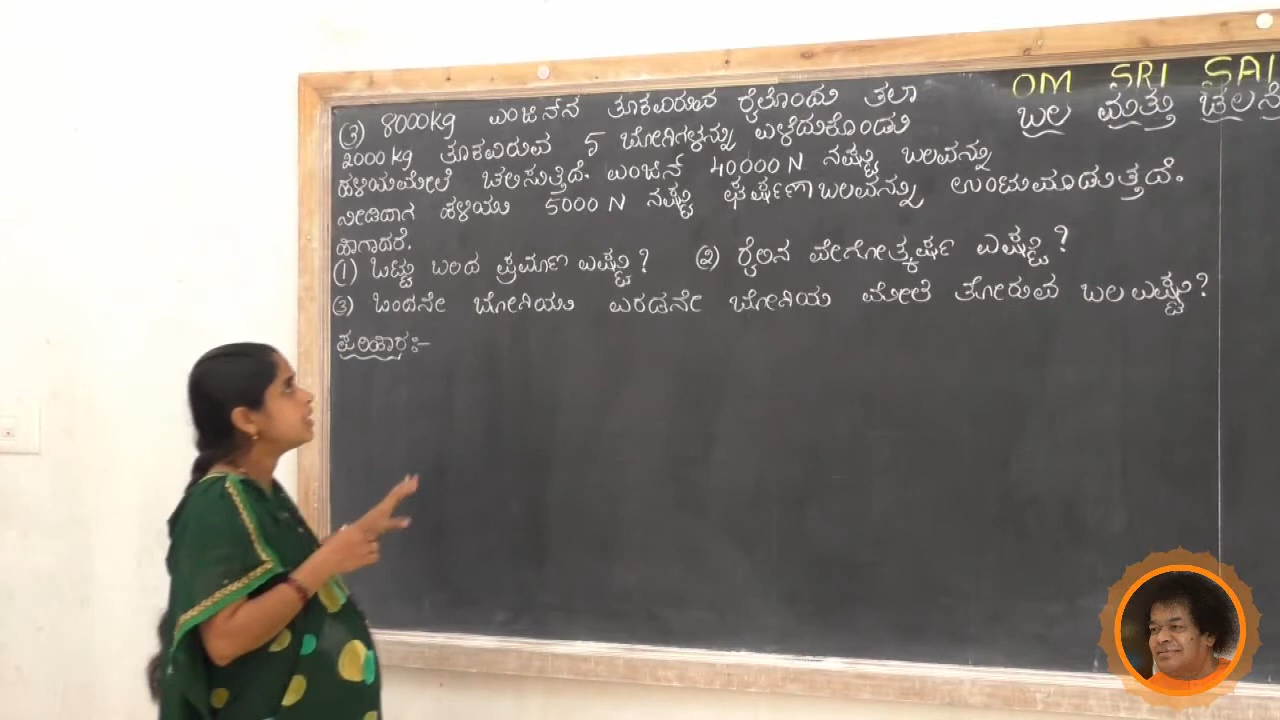 OM SRI SAI
ಬಲ ಮತ್ತು ಚಲನೆ
③ 8000kg ಎಂಜಿನ್‌ನ ತೂಕವಿರುವ ರೈಲೊಂದು ತಲಾ
2000 kg ತೂಕವಿರುವ 5 ಬೋಗಿಗಳನ್ನು ಎಳೆದುಕೊಂಡು
ಹಳಿಯಮೇಲೆ ಚಲಿಸುತ್ತಿದೆ. ಎಂಜಿನ್ 40000 N ನಷ್ಟು ಬಲವನ್ನು
ನೀಡಿದಾಗ ಹಳಿಯು 5000 N ನಷ್ಟು ಘರ್ಷಣಾಬಲವನ್ನು ಉಂಟುಮಾಡುತ್ತದೆ.
ಹಾಗಾದರೆ.
① ಒಟ್ಟು ಬಲದ ಪ್ರಮಾಣ ಎಷ್ಟು? ② ರೈಲಿನ ವೇಗೋತ್ಕರ್ಷ ಎಷ್ಟು?
③ ಒಂದನೇ ಬೋಗಿಯು ಎರಡನೇ ಬೋಗಿಯ ಮೇಲೆ ತೋರುವ ಬಲ ಎಷ್ಟು?
ಪರಿಹಾರ:-